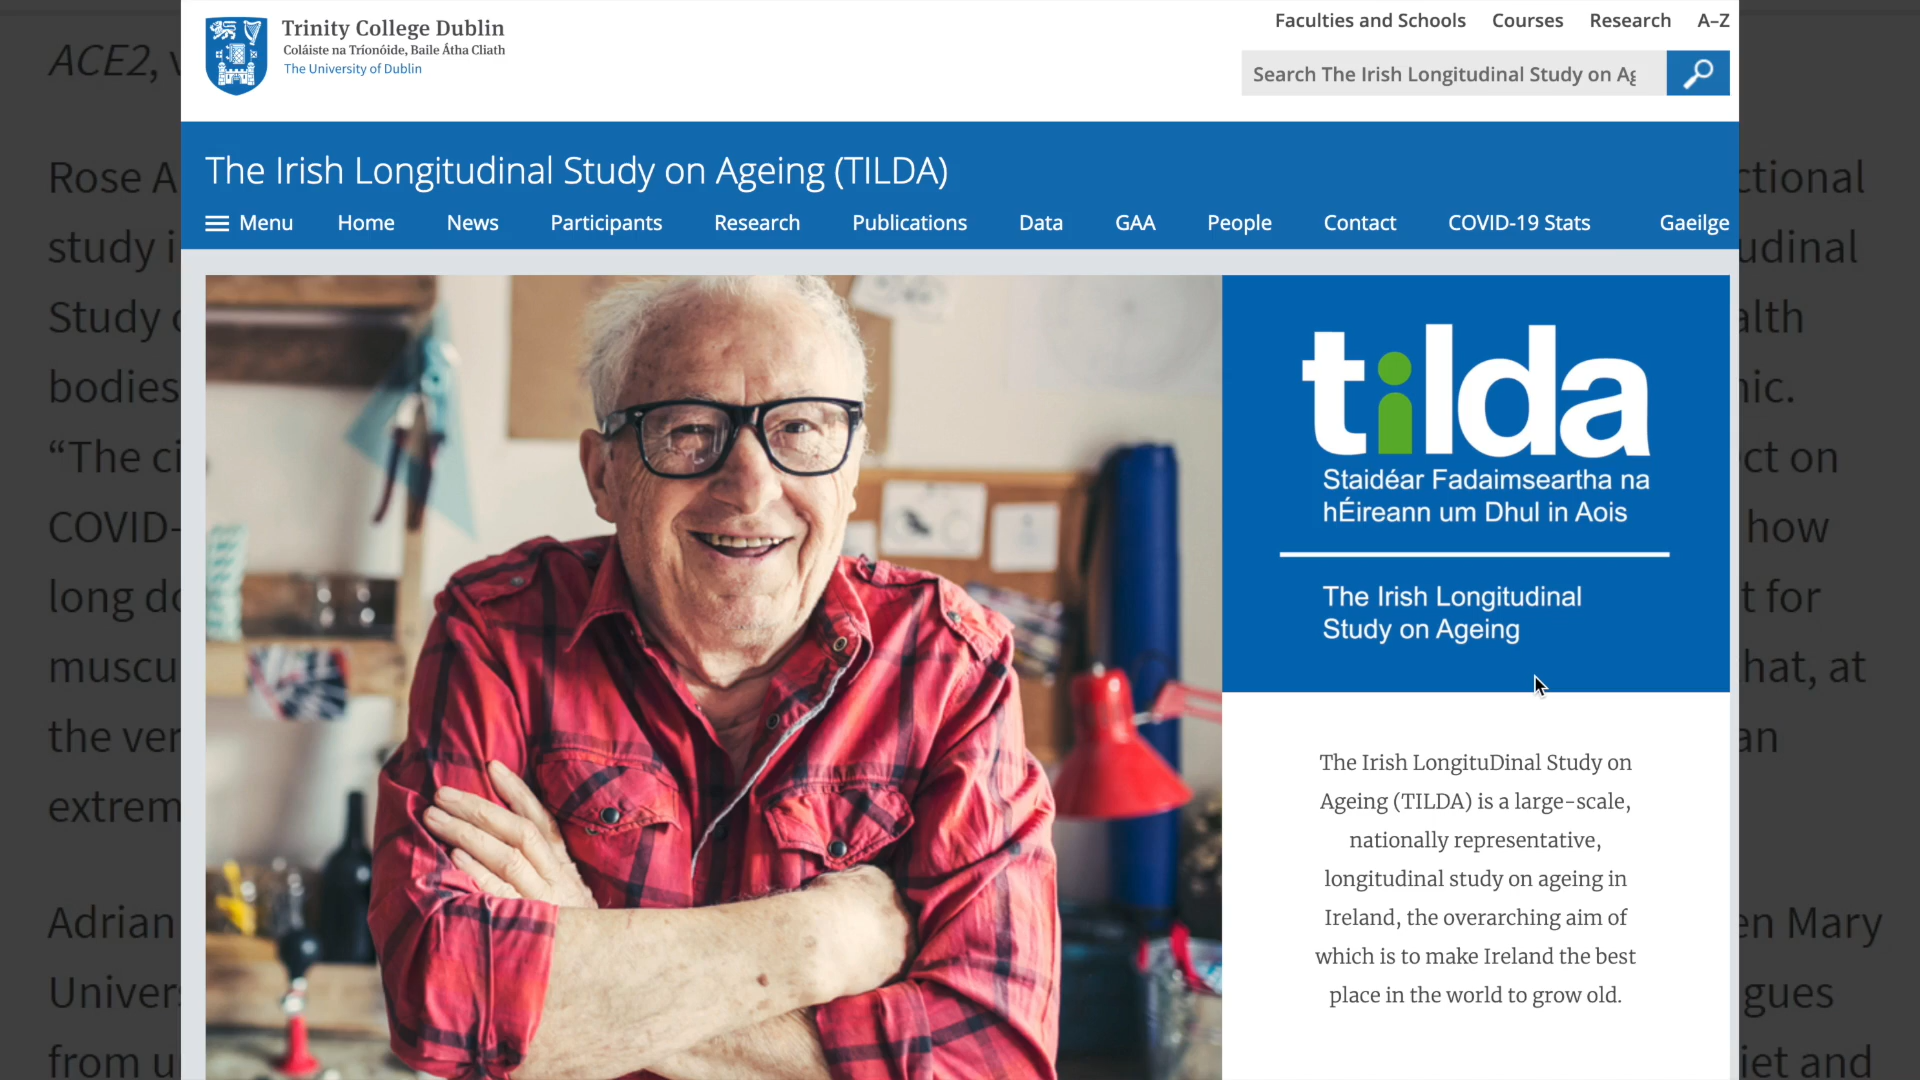 Trinity College Dublin
Coláiste na Tríonóide, Baile Átha Cliath
The University of Dublin
Faculties and Schools Courses Research A–Z
Search The Irish Longitudinal Study on Ag
The Irish Longitudinal Study on Ageing (TILDA)
Menu Home News Participants Research Publications Data GAA People Contact COVID-19 Stats Gaeilge
tilda
Staidéar Fadaimseartha na
hÉireann um Dhul in Aois
The Irish Longitudinal
Study on Ageing
The Irish LongituDinal Study on
Ageing (TILDA) is a large-scale,
nationally representative,
longitudinal study on ageing in
Ireland, the overarching aim of
which is to make Ireland the best
place in the world to grow old.
ACE2,
Rose A
study i
Study
bodies
“The ci
COVID-
long do
muscu
the ver
extrem
Adrian
Univers
from u
ctional
udinal
alth
nic.
ct on
how
t for
hat, at
an
en Mary
gues
iet and